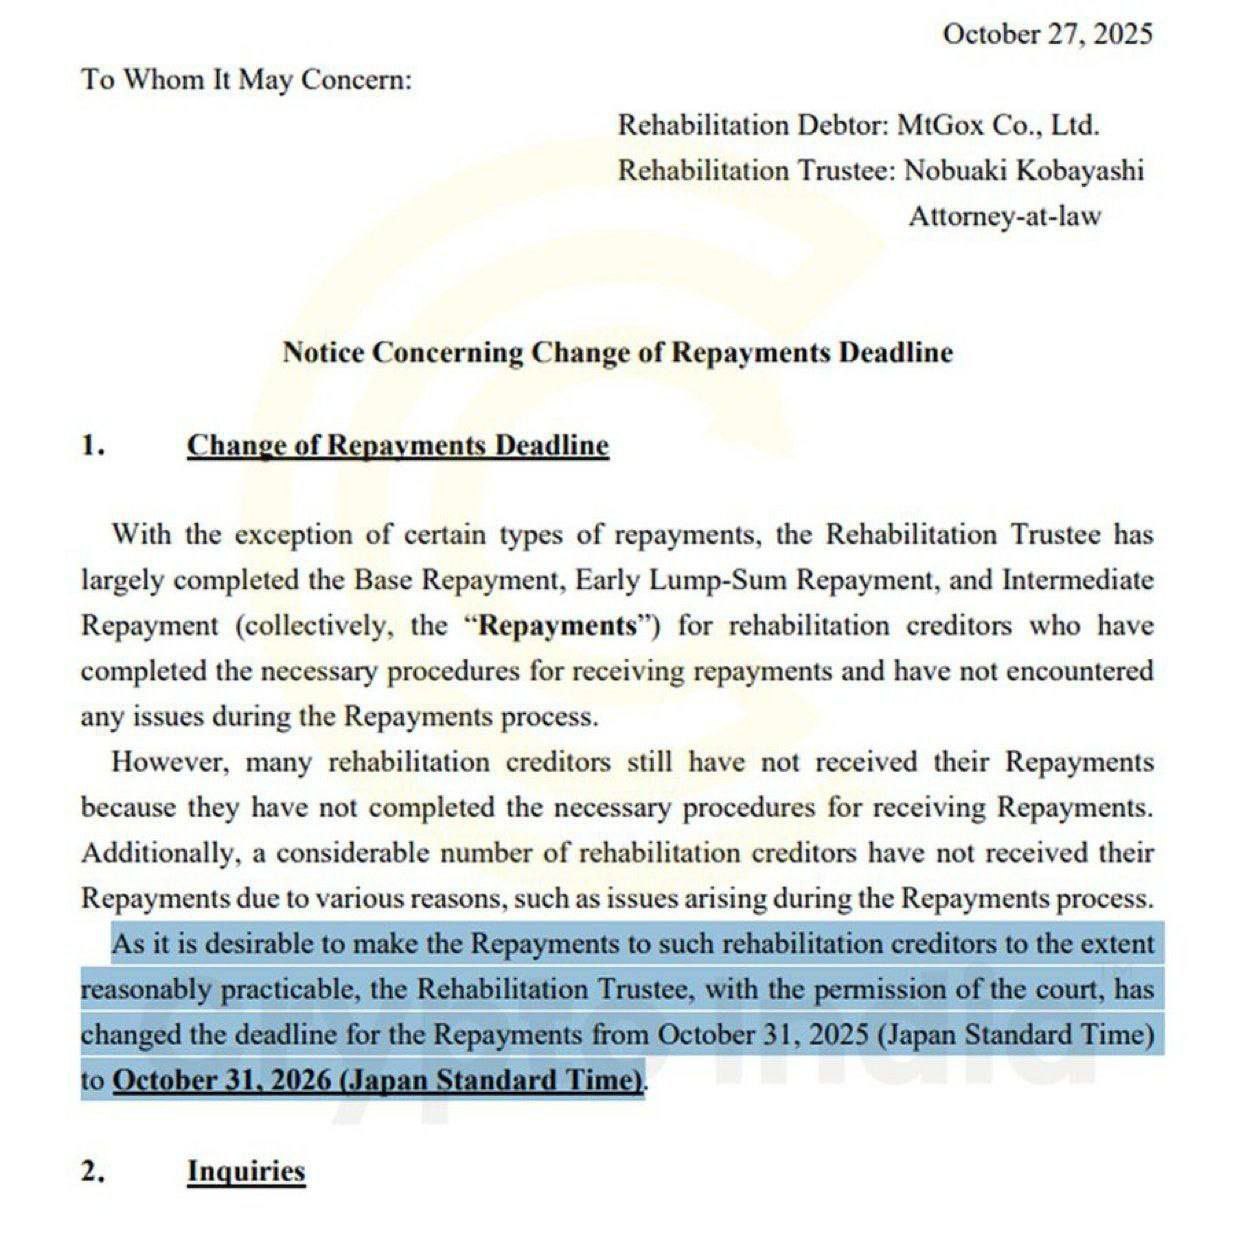 October 27, 2025
To Whom It May Concern:
Rehabilitation Debtor: MtGox Co., Ltd.
Rehabilitation Trustee: Nobuaki Kobayashi
Attorney-at-law
Notice Concerning Change of Repayments Deadline
1. Change of Repayments Deadline
With the exception of certain types of repayments, the Rehabilitation Trustee has
largely completed the Base Repayment, Early Lump-Sum Repayment, and Intermediate
Repayment (collectively, the “Repayments”) for rehabilitation creditors who have
completed the necessary procedures for receiving repayments and have not encountered
any issues during the Repayments process.
However, many rehabilitation creditors still have not received their Repayments
because they have not completed the necessary procedures for receiving Repayments.
Additionally, a considerable number of rehabilitation creditors have not received their
Repayments due to various reasons, such as issues arising during the Repayments process.
As it is desirable to make the Repayments to such rehabilitation creditors to the extent
reasonably practicable, the Rehabilitation Trustee, with the permission of the court, has
changed the deadline for the Repayments from October 31, 2025 (Japan Standard Time)
to October 31, 2026 (Japan Standard Time).
Crypto India
2. Inquiries